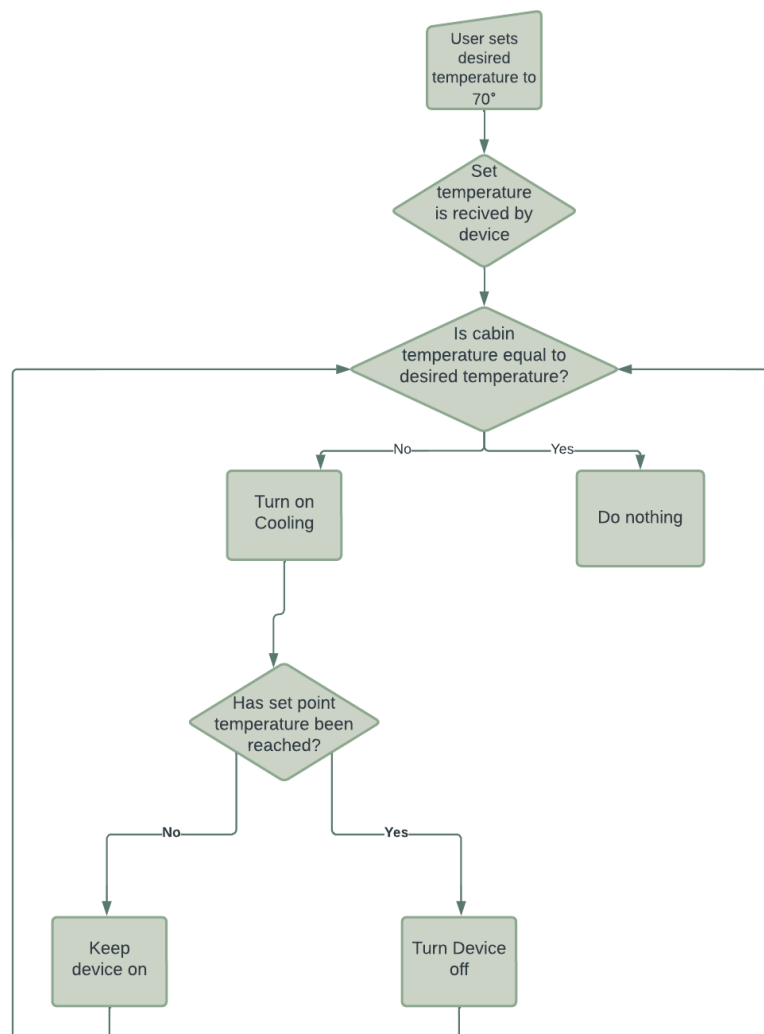 User sets
desired
temperature to
70°
Set
temperature
is recived by
device
Is cabin
temperature equal to
desired temperature?
No
Yes
Turn on
Cooling
Do nothing
Has set point
temperature been
reached?
No
Yes
Keep
device on
Turn Device
off